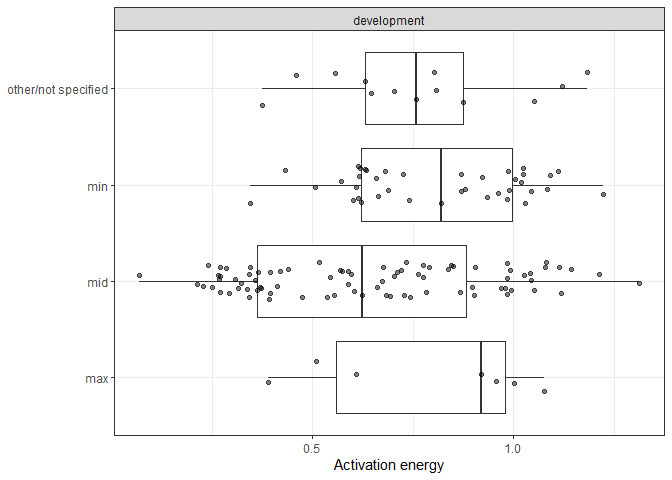 development
other/not specified
min
mid
max
0.5
1.0
Activation energy